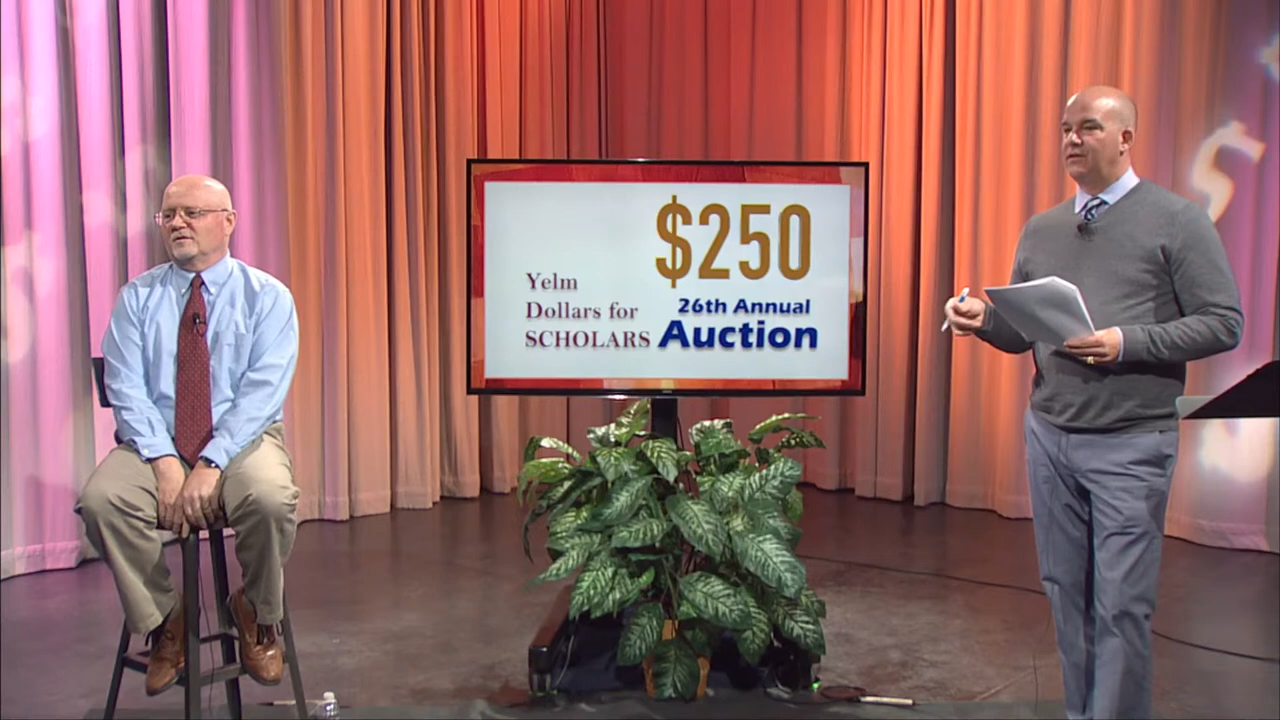 $250
Yelm
Dollars for
SCHOLARS
26th Annual
Auction